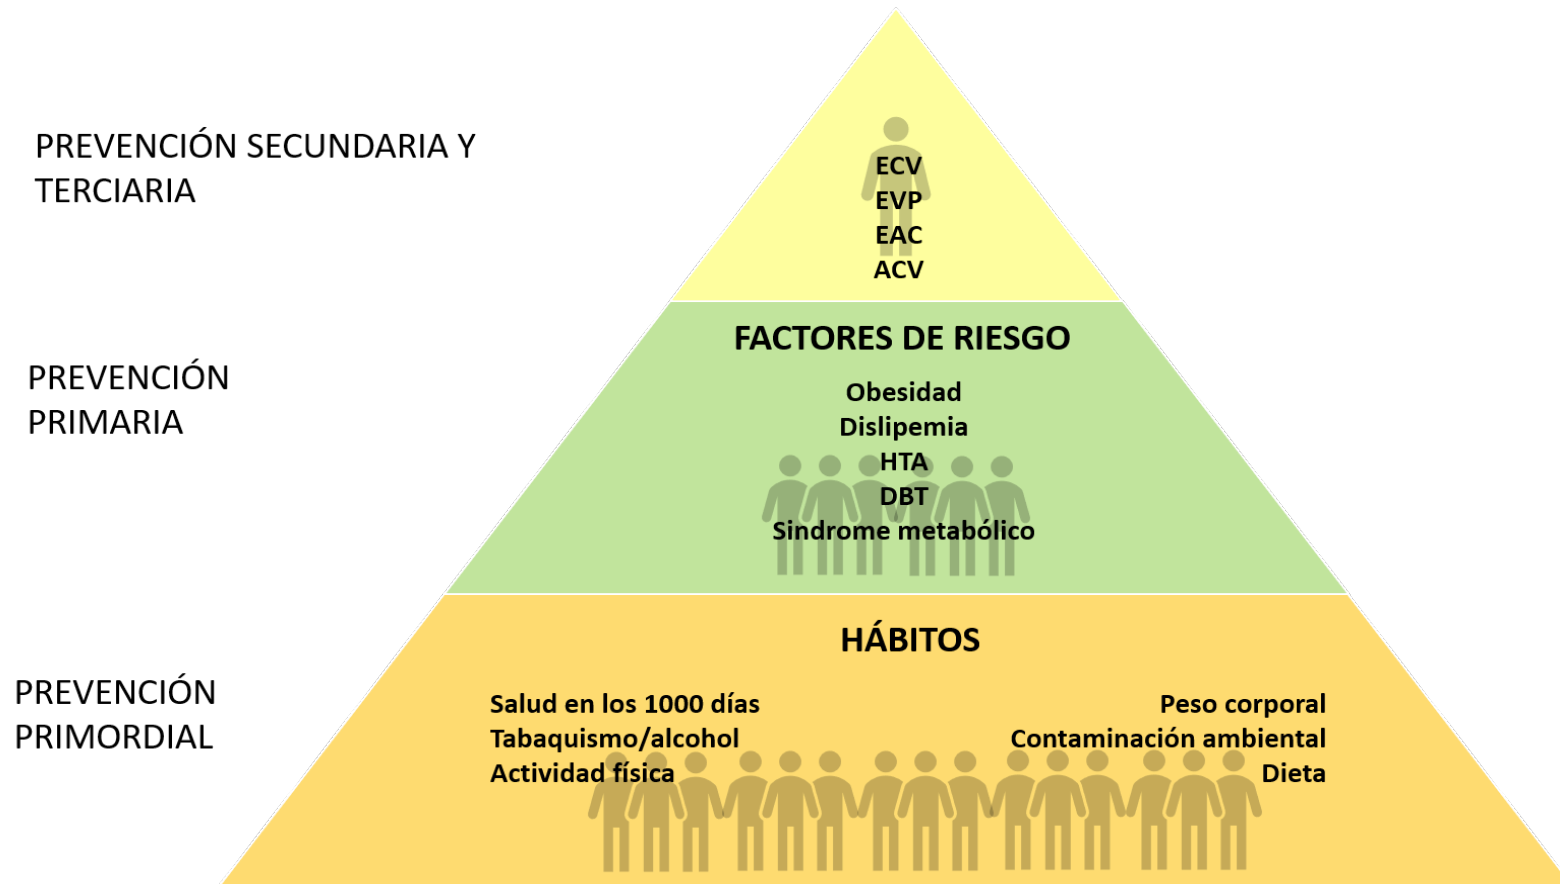 PREVENCIÓN SECUNDARIA Y
TERCIARIA
ECV
EVP
EAC
ACV
PREVENCIÓN
PRIMARIA
FACTORES DE RIESGO
Obesidad
Dislipemia
HTA
DBT
Sindrome metabólico
PREVENCIÓN
PRIMORDIAL
HÁBITOS
Salud en los 1000 días
Tabaquismo/alcohol
Actividad física
Peso corporal
Contaminación ambiental
Dieta